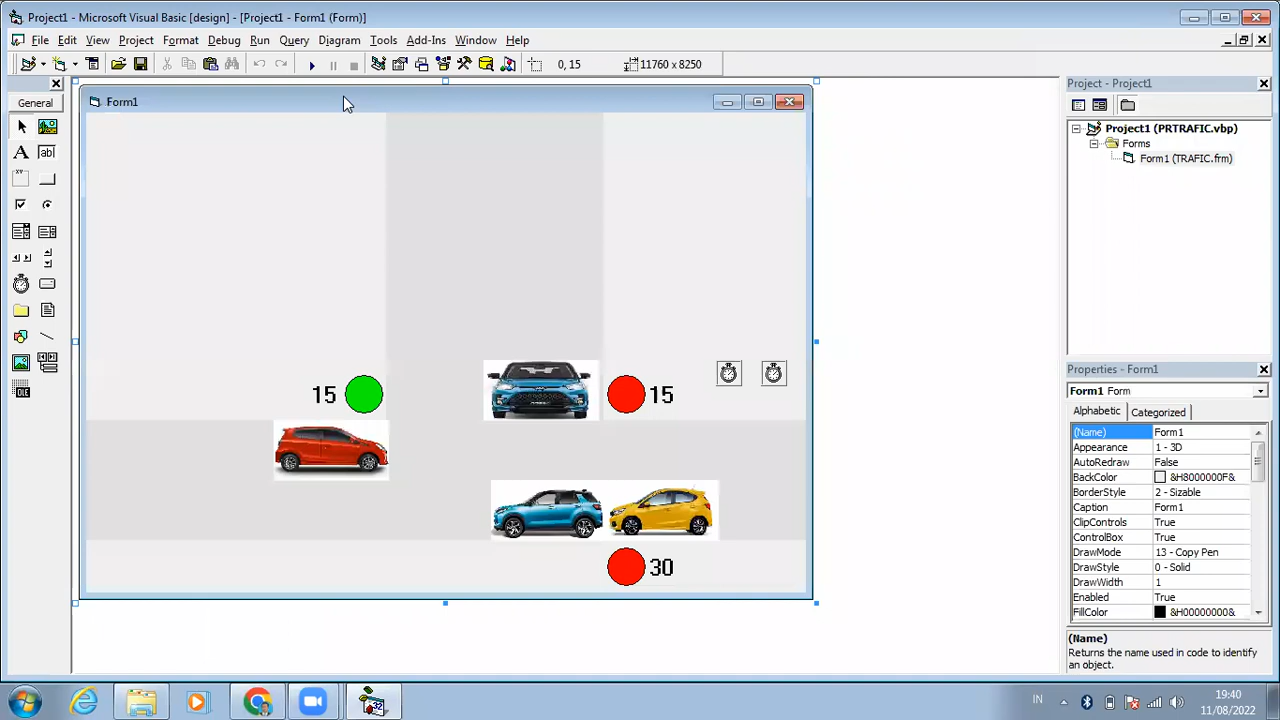 Project1 - Microsoft Visual Basic [design] - [Project1 - Form1 (Form)]
File Edit View Project Format Debug Run Query Diagram Tools Add-Ins Window Help
0, 15 11760 x 8250
General
A
ab
OLE
Form1
15
15
30
Project - Project1
Project1 (PRTRAFIC.vbp)
Forms
Form1 (TRAFIC.frm)
Properties - Form1
Form1 Form
Alphabetic Categorized
(Name) Form1
Appearance 1 - 3D
AutoRedraw False
BackColor &H8000000F&
BorderStyle 2 - Sizable
Caption Form1
ClipControls True
ControlBox True
DrawMode 13 - Copy Pen
DrawStyle 0 - Solid
DrawWidth 1
Enabled True
FillColor &H00000000&
(Name)
Returns the name used in code to identify
an object.
IN
19:40
11/08/2022